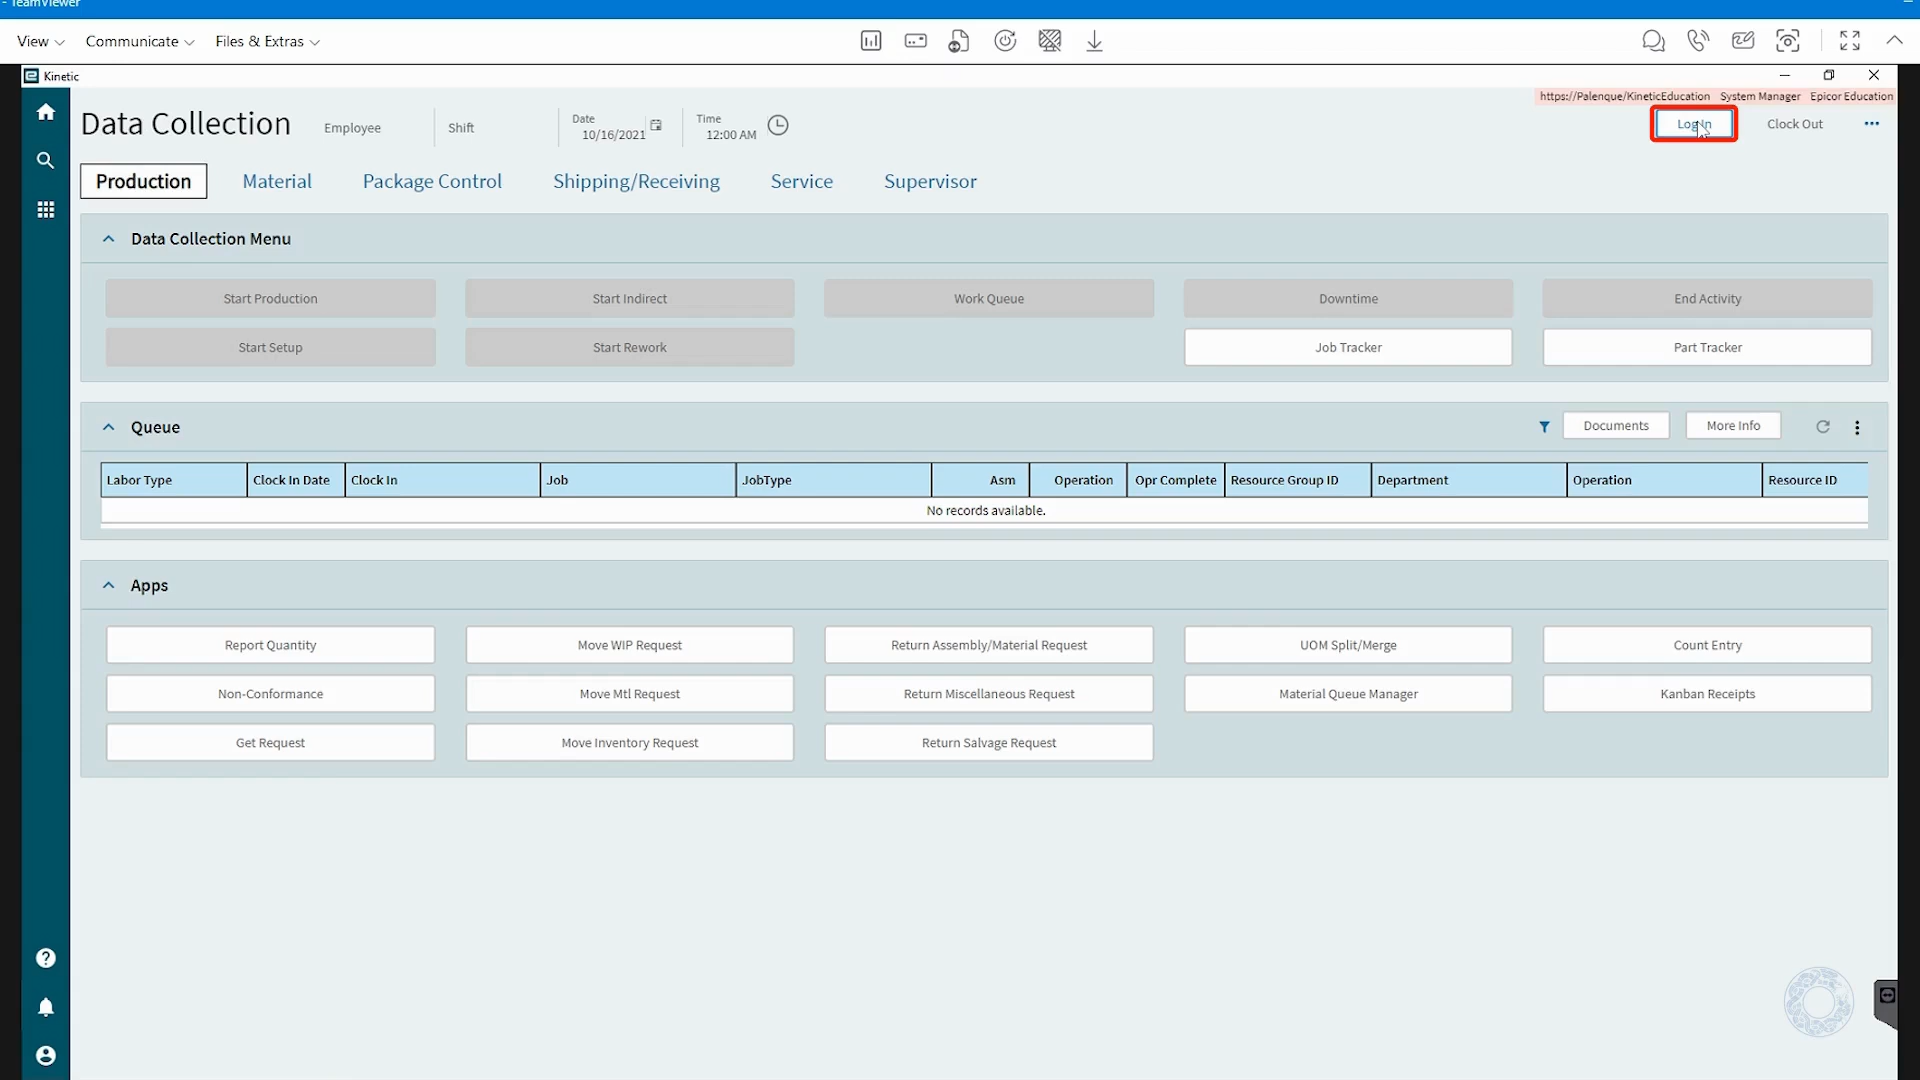 - TeamViewer
View
Communicate
Files & Extras
Kinetic
https://Palenque/KineticEducation System Manager Epicor Education
Data Collection
Employee
Shift
Date
10/16/2021
Time
12:00 AM
Log In
Clock Out
Production
Material
Package Control
Shipping/Receiving
Service
Supervisor
Data Collection Menu
Start Production
Start Indirect
Work Queue
Downtime
End Activity
Start Setup
Start Rework
Job Tracker
Part Tracker
Queue
Documents
More Info
Labor Type
Clock In Date
Clock In
Job
JobType
Asm
Operation
Opr Complete
Resource Group ID
Department
Operation
Resource ID
No records available.
Apps
Report Quantity
Move WIP Request
Return Assembly/Material Request
UOM Split/Merge
Count Entry
Non-Conformance
Move Mtl Request
Return Miscellaneous Request
Material Queue Manager
Kanban Receipts
Get Request
Move Inventory Request
Return Salvage Request